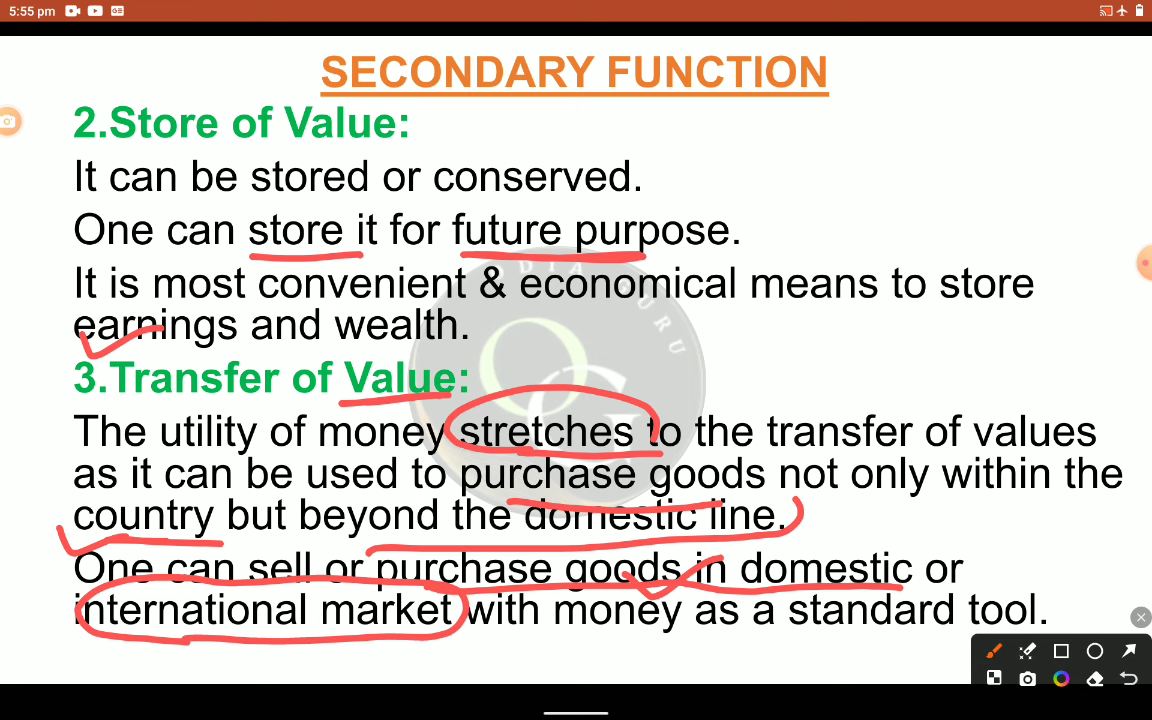 5:55 pm
SECONDARY FUNCTION
2.Store of Value:
It can be stored or conserved.
One can store it for future purpose.
It is most convenient & economical means to store
earnings and wealth.
3.Transfer of Value:
The utility of money stretches to the transfer of values
as it can be used to purchase goods not only within the
country but beyond the domestic line.
One can sell or purchase goods in domestic or
international market with money as a standard tool.